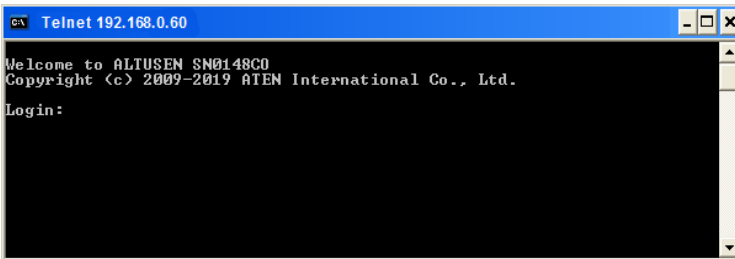 Telnet 192.168.0.60
Welcome to ALTUSEN SN0148CO
Copyright (c) 2009-2019 ATEN International Co., Ltd.
Login: